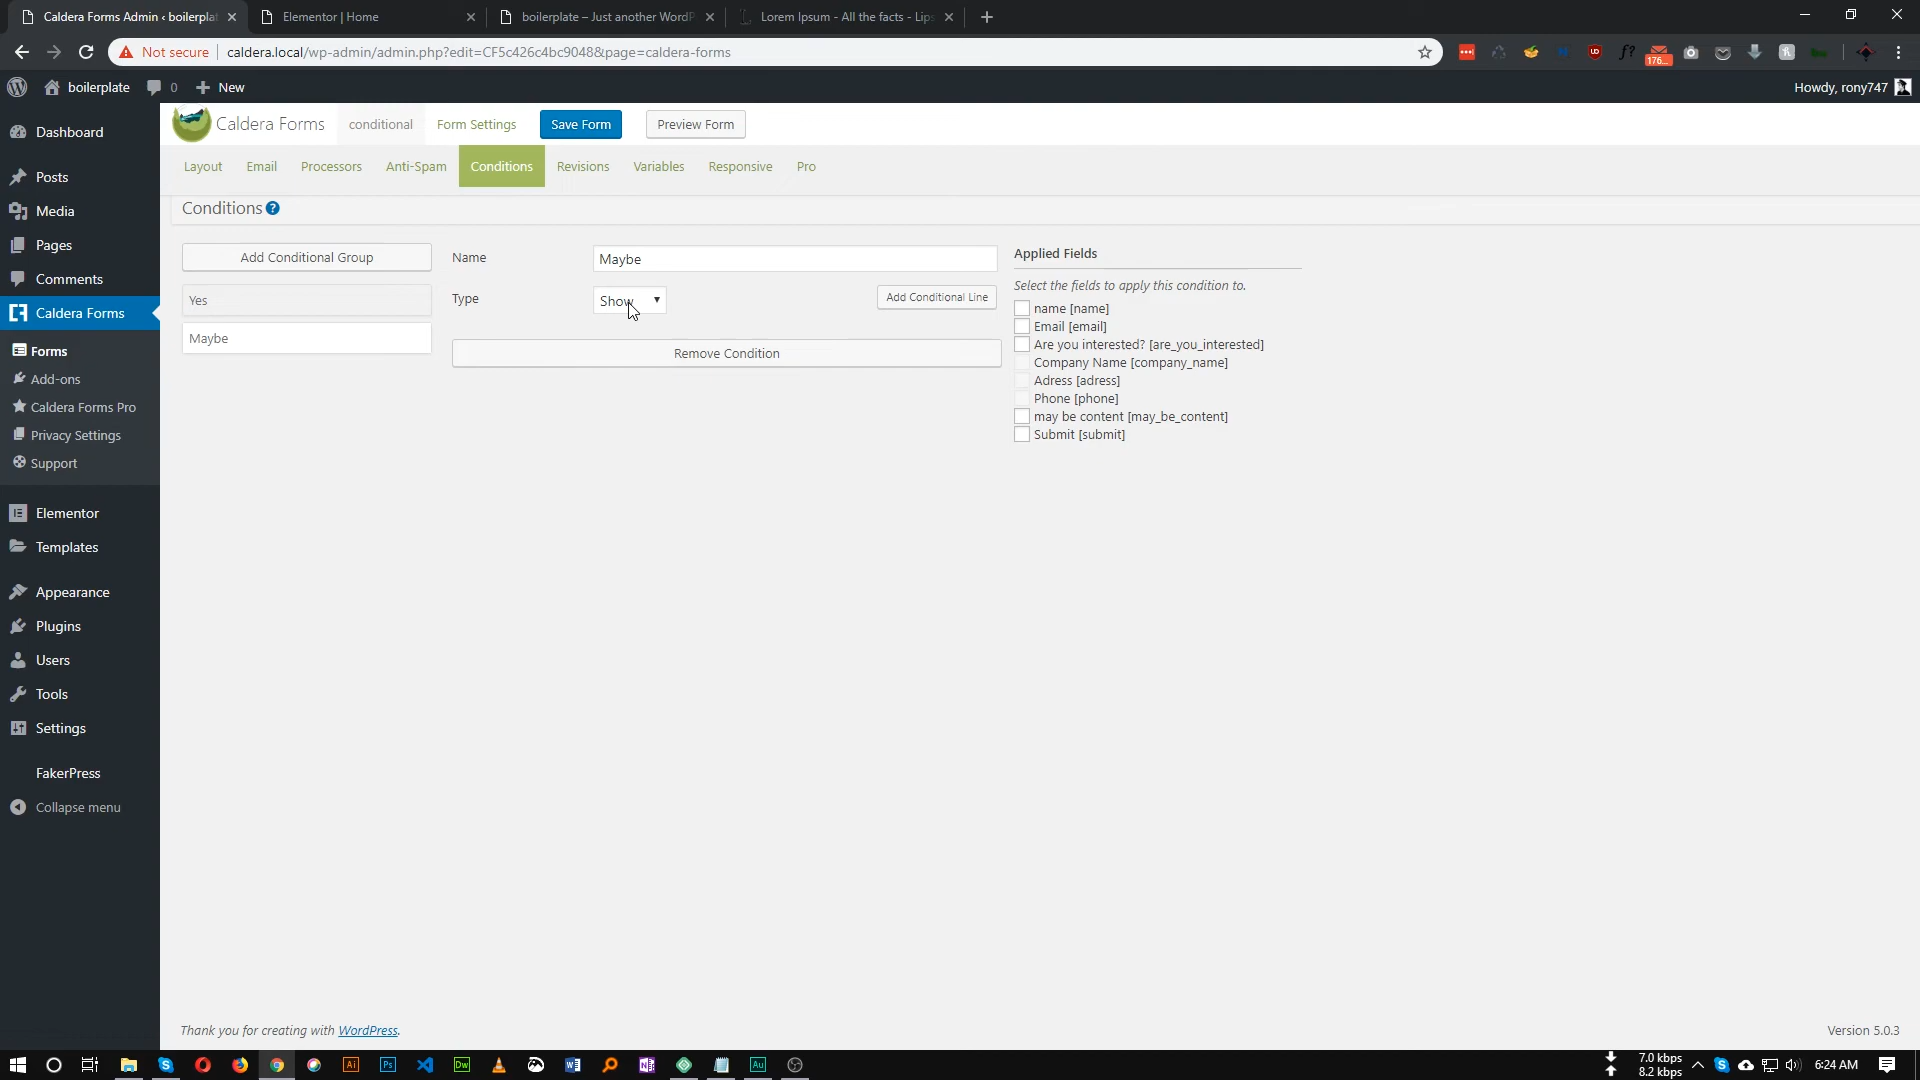 Caldera Forms Admin ‹ boilerplat
Elementor | Home
boilerplate – Just another WordP
Lorem Ipsum - All the facts - Lips
Not secure
caldera.local/wp-admin/admin.php?edit=CF5c426c4bc9048&page=caldera-forms
176...
boilerplate
0
New
Howdy, rony747
Dashboard
Posts
Media
Pages
Comments
Caldera Forms
Forms
Add-ons
Caldera Forms Pro
Privacy Settings
Support
Elementor
Templates
Appearance
Plugins
Users
Tools
Settings
FakerPress
Collapse menu
Caldera Forms
conditional
Form Settings
Save Form
Preview Form
Layout
Email
Processors
Anti-Spam
Conditions
Revisions
Variables
Responsive
Pro
Conditions ?
Add Conditional Group
Yes
Maybe
Name
Maybe
Type
Show
Add Conditional Line
Remove Condition
Applied Fields
Select the fields to apply this condition to.
name [name]
Email [email]
Are you interested? [are_you_interested]
Company Name [company_name]
Adress [adress]
Phone [phone]
may be content [may_be_content]
Submit [submit]
Thank you for creating with WordPress.
Version 5.0.3
7.0 kbps
8.2 kbps
6:24 AM